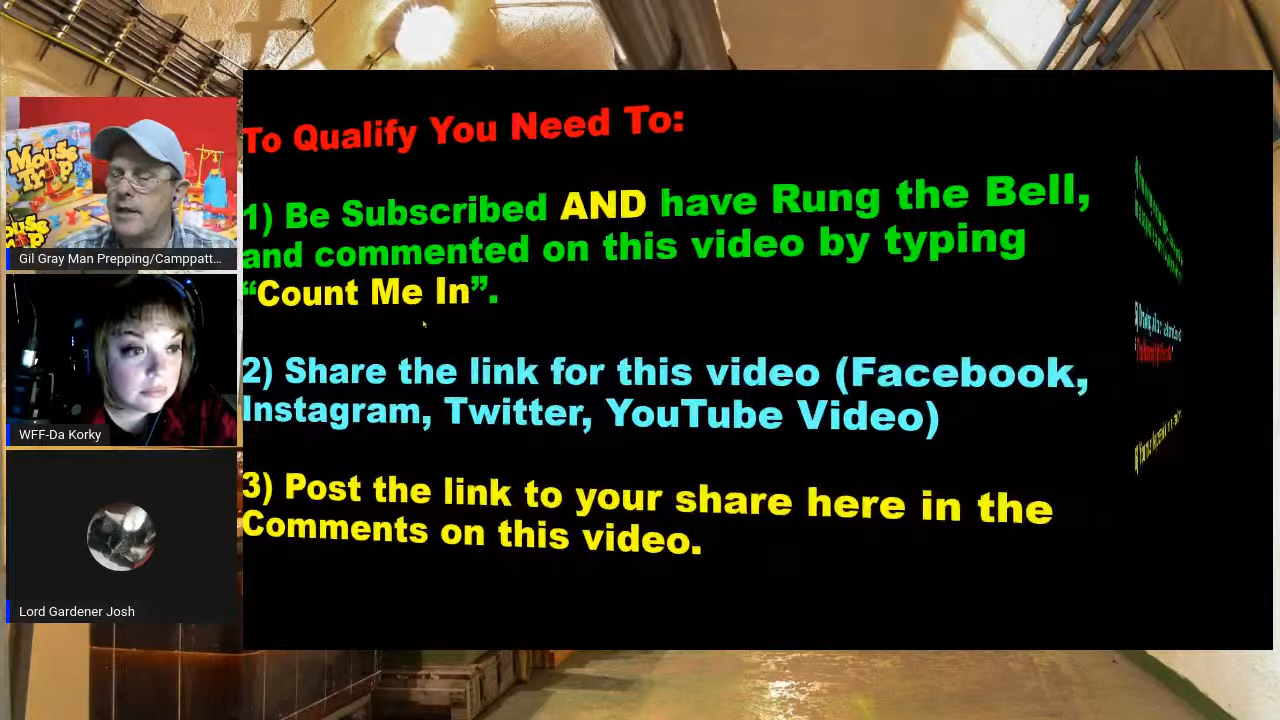 To Qualify You Need To:
1) Be Subscribed AND have Rung the Bell,
and commented on this video by typing
“Count Me In”.
2) Share the link for this video (Facebook,
Instagram, Twitter, YouTube Video)
3) Post the link to your share here in the
Comments on this video.
Mouse
Trap
Gil Gray Man Prepping/Camppatt...
WFF-Da Korky
Lord Gardener Josh